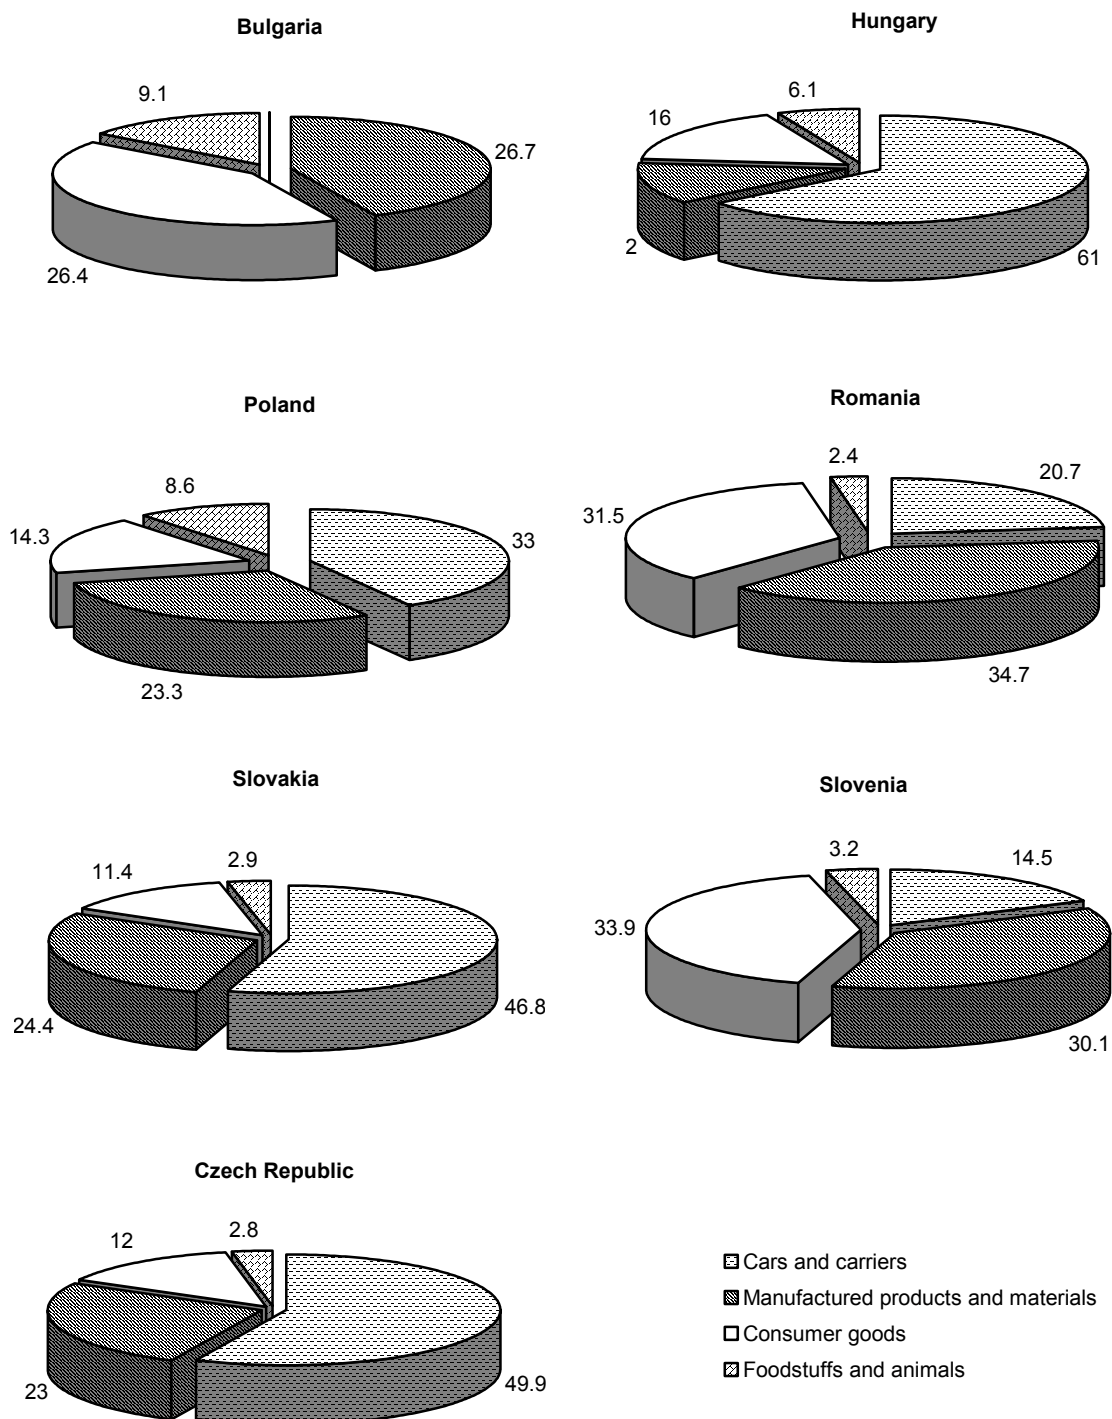 Bulgaria
9.1
26.7
26.4
Hungary
6.1
16
2
61
Poland
8.6
14.3
33
23.3
Romania
2.4
20.7
31.5
34.7
Slovakia
2.9
11.4
24.4
46.8
Slovenia
3.2
14.5
33.9
30.1
Czech Republic
2.8
12
23
49.9
Cars and carriers
Manufactured products and materials
Consumer goods
Foodstuffs and animals